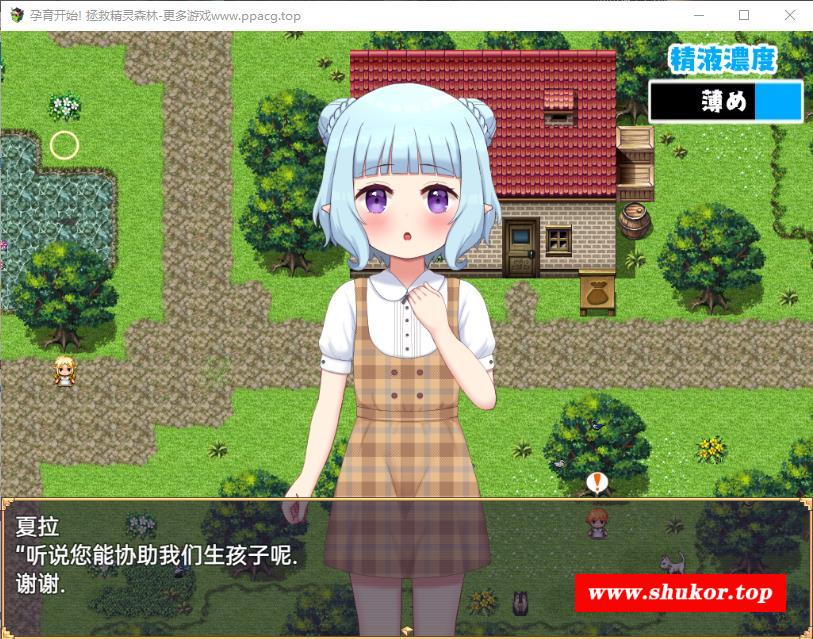 孕育开始! 拯救精灵森林-更多游戏www.ppacg.top
精液濃度
薄め
夏拉
“听说您能协助我们生孩子呢.
谢谢.
www.shukor.top